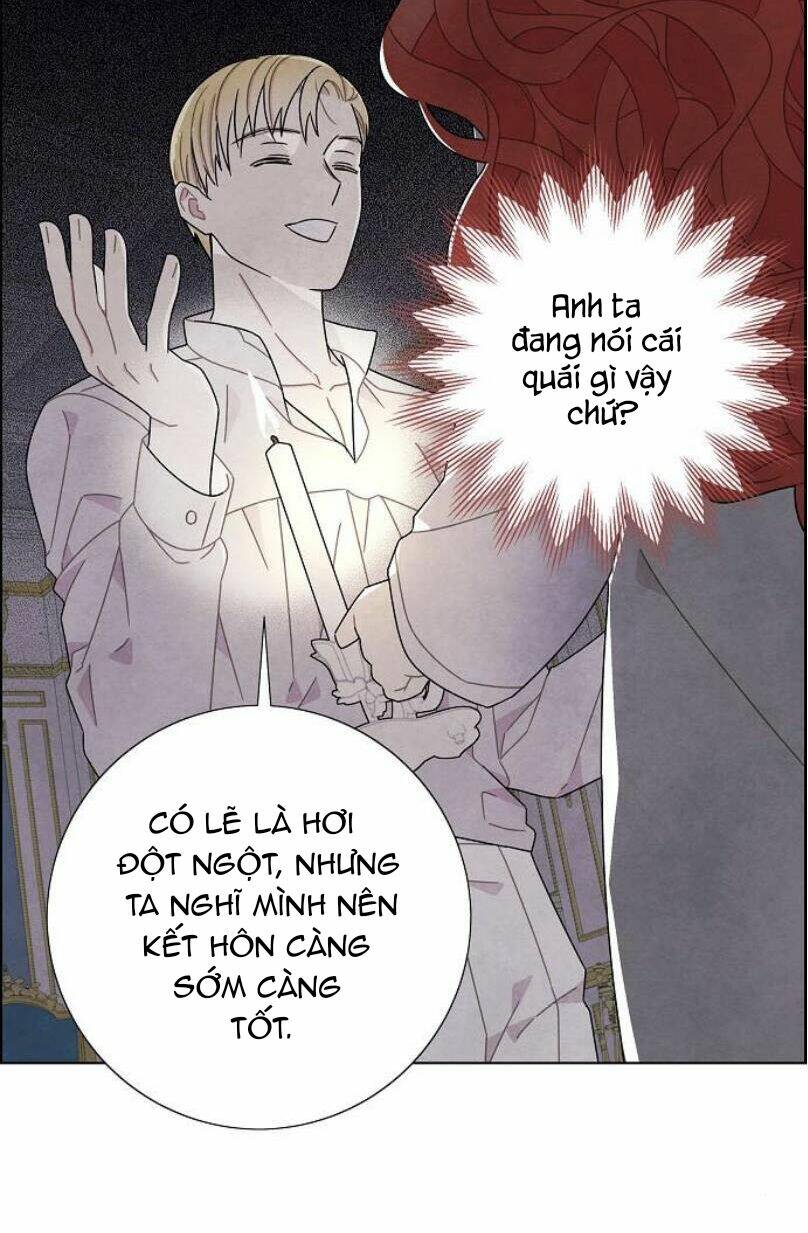 Anh ta
đang nói cái
quái gì vậy
chứ?
CÓ LẼ LÀ HƠI
ĐỘT NGỘT, NHƯNG
TA NGHĨ MÌNH NÊN
KẾT HÔN CÀNG
SỚM CÀNG
TỐT.